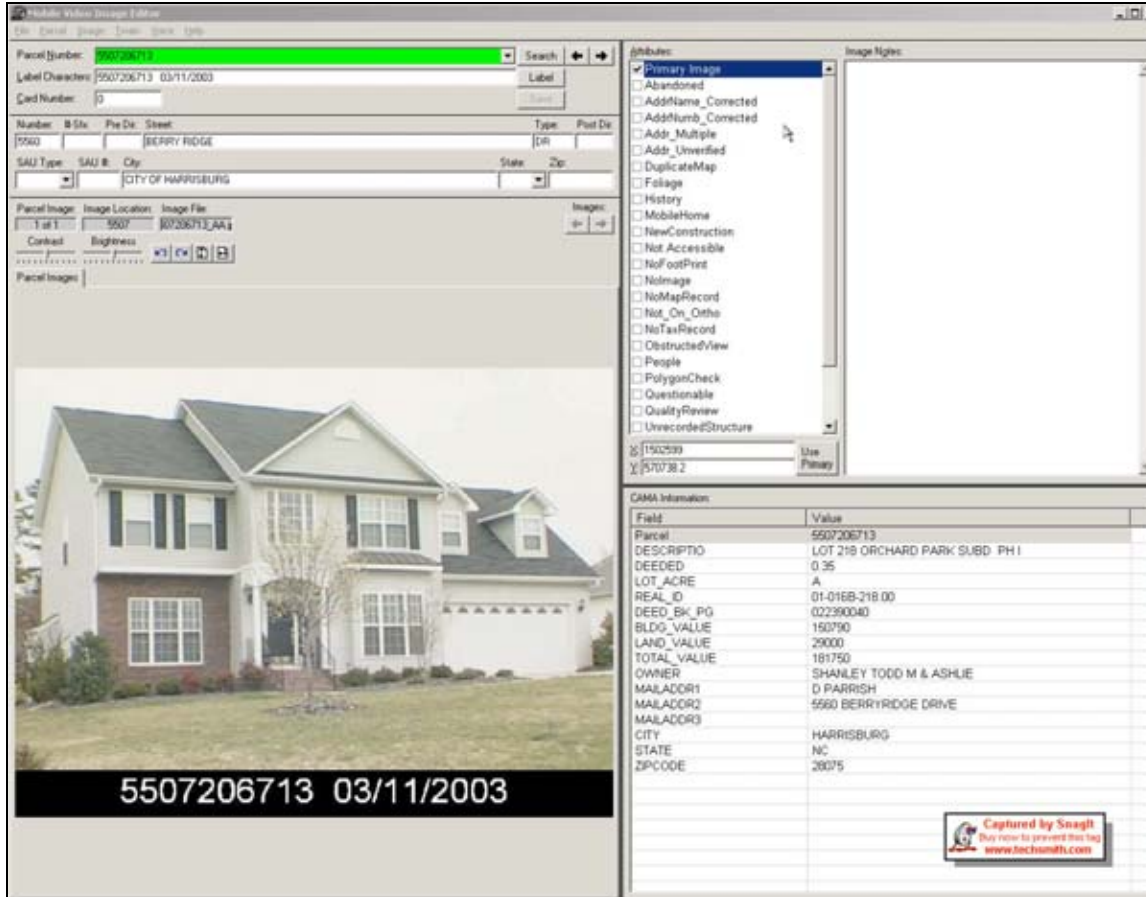 Mobile Video Image Editor
File Parcel Image Tools Back Help
Parcel Number: 5507206713 Search
Label Characters: 5507206713 03/11/2003 Label
Card Number: 0 Save
Number: # Sfx: Pre Dir: Street: Type: Post Dir:
5560 BERRY RIDGE DR
SAU Type: SAU #: City: State: Zip:
CITY OF HARRISBURG
Parcel Image: Image Location: Image File: Images:
1 of 1 5507 07206713_AA
Contrast Brightness
Parcel Images
5507206713 03/11/2003
Attributes: Image Notes:
Primary Image
Abandoned
AddrName_Corrected
AddrNumb_Corrected
Addr_Multiple
Addr_Unverified
DuplicateMap
Foliage
History
MobileHome
NewConstruction
Not Accessible
NoFootPrint
NoImage
NoMapRecord
Not_On_Ortho
NoTaxRecord
ObstructedView
People
PolygonCheck
Questionable
QualityReview
UnrecordedStructure
X: 1502599
Y: 570738.2
Use Primary
CAMA Information:
Field Value
Parcel 5507206713
DESCRIPTIO LOT 218 ORCHARD PARK SUBD PH I
DEEDED 0.35
LOT_ACRE A
REAL_ID 01-016B-218.00
DEED_BK_PG 022390040
BLDG_VALUE 150790
LAND_VALUE 29000
TOTAL_VALUE 181750
OWNER SHANLEY TODD M & ASHLIE
MAILADDR1 D PARRISH
MAILADDR2 5560 BERRYRIDGE DRIVE
MAILADDR3
CITY HARRISBURG
STATE NC
ZIPCODE 28075
Captured by SnagIt
Buy now to prevent this tag
www.techsmith.com